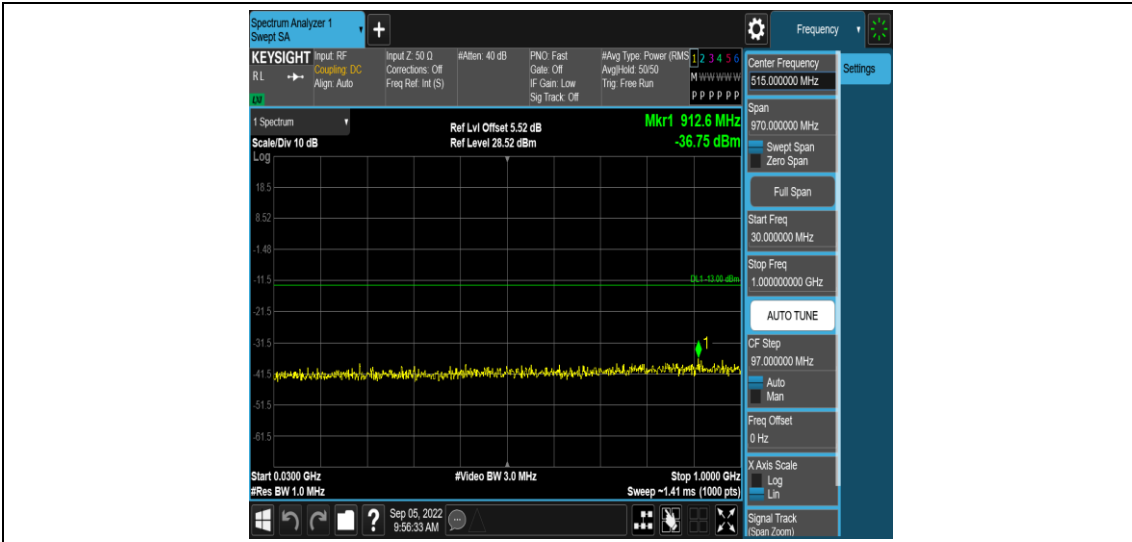 Spectrum Analyzer 1
Swept SA
+
Frequency
KEYSIGHT
RL
LXI
Input: RF
Coupling: DC
Align: Auto
Input Z: 50 Ω
Corrections: Off
Freq Ref: Int (S)
#Atten: 40 dB
PNO: Fast
Gate: Off
IF Gain: Low
Sig Track: Off
#Avg Type: Power (RMS
Avg|Hold: 50/50
Trig: Free Run
1 2 3 4 5 6
M W W W W W
P P P P P P
1 Spectrum
Scale/Div 10 dB
Ref Lvl Offset 5.52 dB
Ref Level 28.52 dBm
Mkr1 912.6 MHz
-36.75 dBm
Log
18.5
8.52
-1.48
-11.5
DL1 -13.00 dBm
-21.5
-31.5
1
-41.5
-51.5
-61.5
Start 0.0300 GHz
#Res BW 1.0 MHz
#Video BW 3.0 MHz
Stop 1.0000 GHz
Sweep ~1.41 ms (1000 pts)
?
Sep 05, 2022
9:56:33 AM
Center Frequency
515.000000 MHz
Span
970.000000 MHz
Swept Span
Zero Span
Full Span
Start Freq
30.000000 MHz
Stop Freq
1.000000000 GHz
AUTO TUNE
CF Step
97.000000 MHz
Auto
Man
Freq Offset
0 Hz
X Axis Scale
Log
Lin
Signal Track
(Span Zoom)
Settings